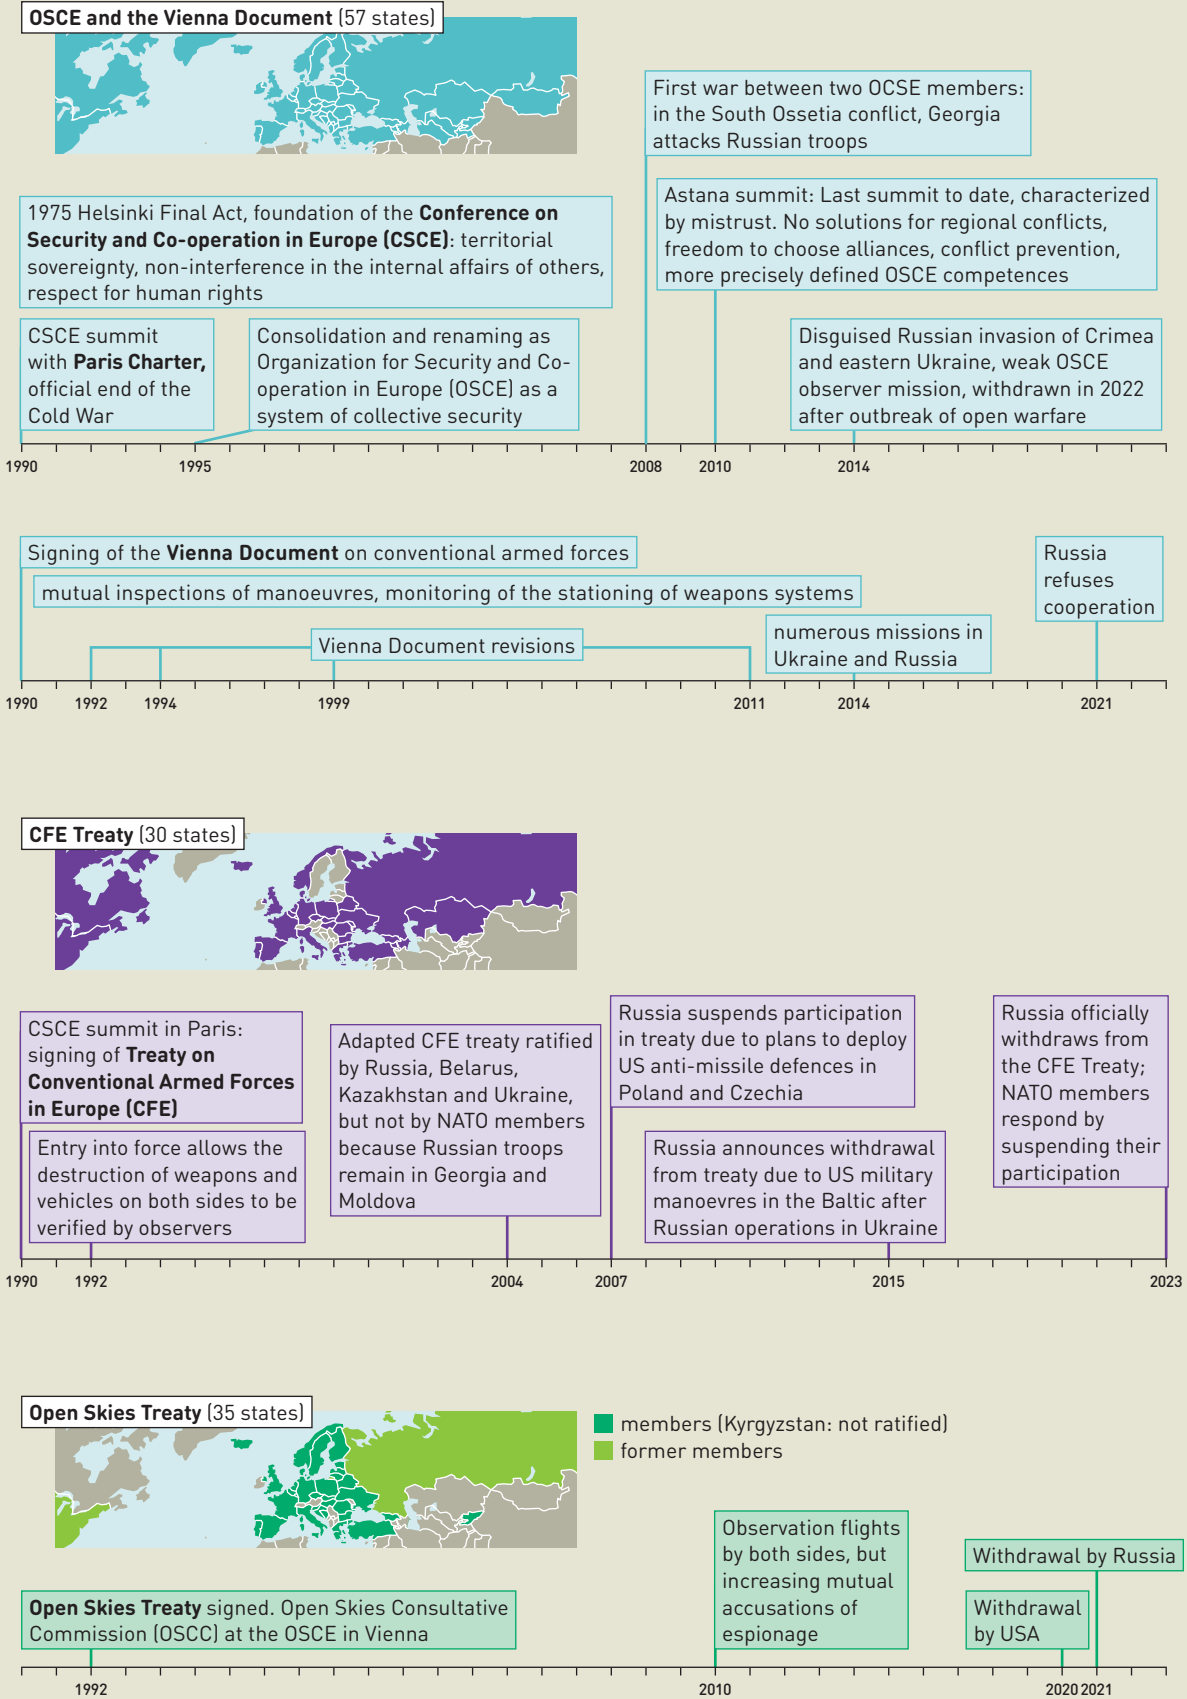 OSCE and the Vienna Document (57 states)
First war between two OCSE members:
in the South Ossetia conflict, Georgia
attacks Russian troops
Astana summit: Last summit to date, characterized
by mistrust. No solutions for regional conflicts,
freedom to choose alliances, conflict prevention,
more precisely defined OSCE competences
1975 Helsinki Final Act, foundation of the Conference on
Security and Co-operation in Europe (CSCE): territorial
sovereignty, non-interference in the internal affairs of others,
respect for human rights
CSCE summit
with Paris Charter,
official end of the
Cold War
Consolidation and renaming as
Organization for Security and Co-
operation in Europe (OSCE) as a
system of collective security
Disguised Russian invasion of Crimea
and eastern Ukraine, weak OSCE
observer mission, withdrawn in 2022
after outbreak of open warfare
1990 1995 2008 2010 2014
Signing of the Vienna Document on conventional armed forces
mutual inspections of manoeuvres, monitoring of the stationing of weapons systems
Vienna Document revisions
numerous missions in
Ukraine and Russia
Russia
refuses
cooperation
1990 1992 1994 1999 2011 2014 2021
CFE Treaty (30 states)
CSCE summit in Paris:
signing of Treaty on
Conventional Armed Forces
in Europe (CFE)
Entry into force allows the
destruction of weapons and
vehicles on both sides to be
verified by observers
Adapted CFE treaty ratified
by Russia, Belarus,
Kazakhstan and Ukraine,
but not by NATO members
because Russian troops
remain in Georgia and
Moldova
Russia suspends participation
in treaty due to plans to deploy
US anti-missile defences in
Poland and Czechia
Russia announces withdrawal
from treaty due to US military
manoevres in the Baltic after
Russian operations in Ukraine
Russia officially
withdraws from
the CFE Treaty;
NATO members
respond by
suspending their
participation
1990 1992 2004 2007 2015 2023
Open Skies Treaty (35 states)
members (Kyrgyzstan: not ratified)
former members
Open Skies Treaty signed. Open Skies Consultative
Commission (OSCC) at the OSCE in Vienna
Observation flights
by both sides, but
increasing mutual
accusations of
espionage
Withdrawal by Russia
Withdrawal
by USA
1992 2010 2020 2021